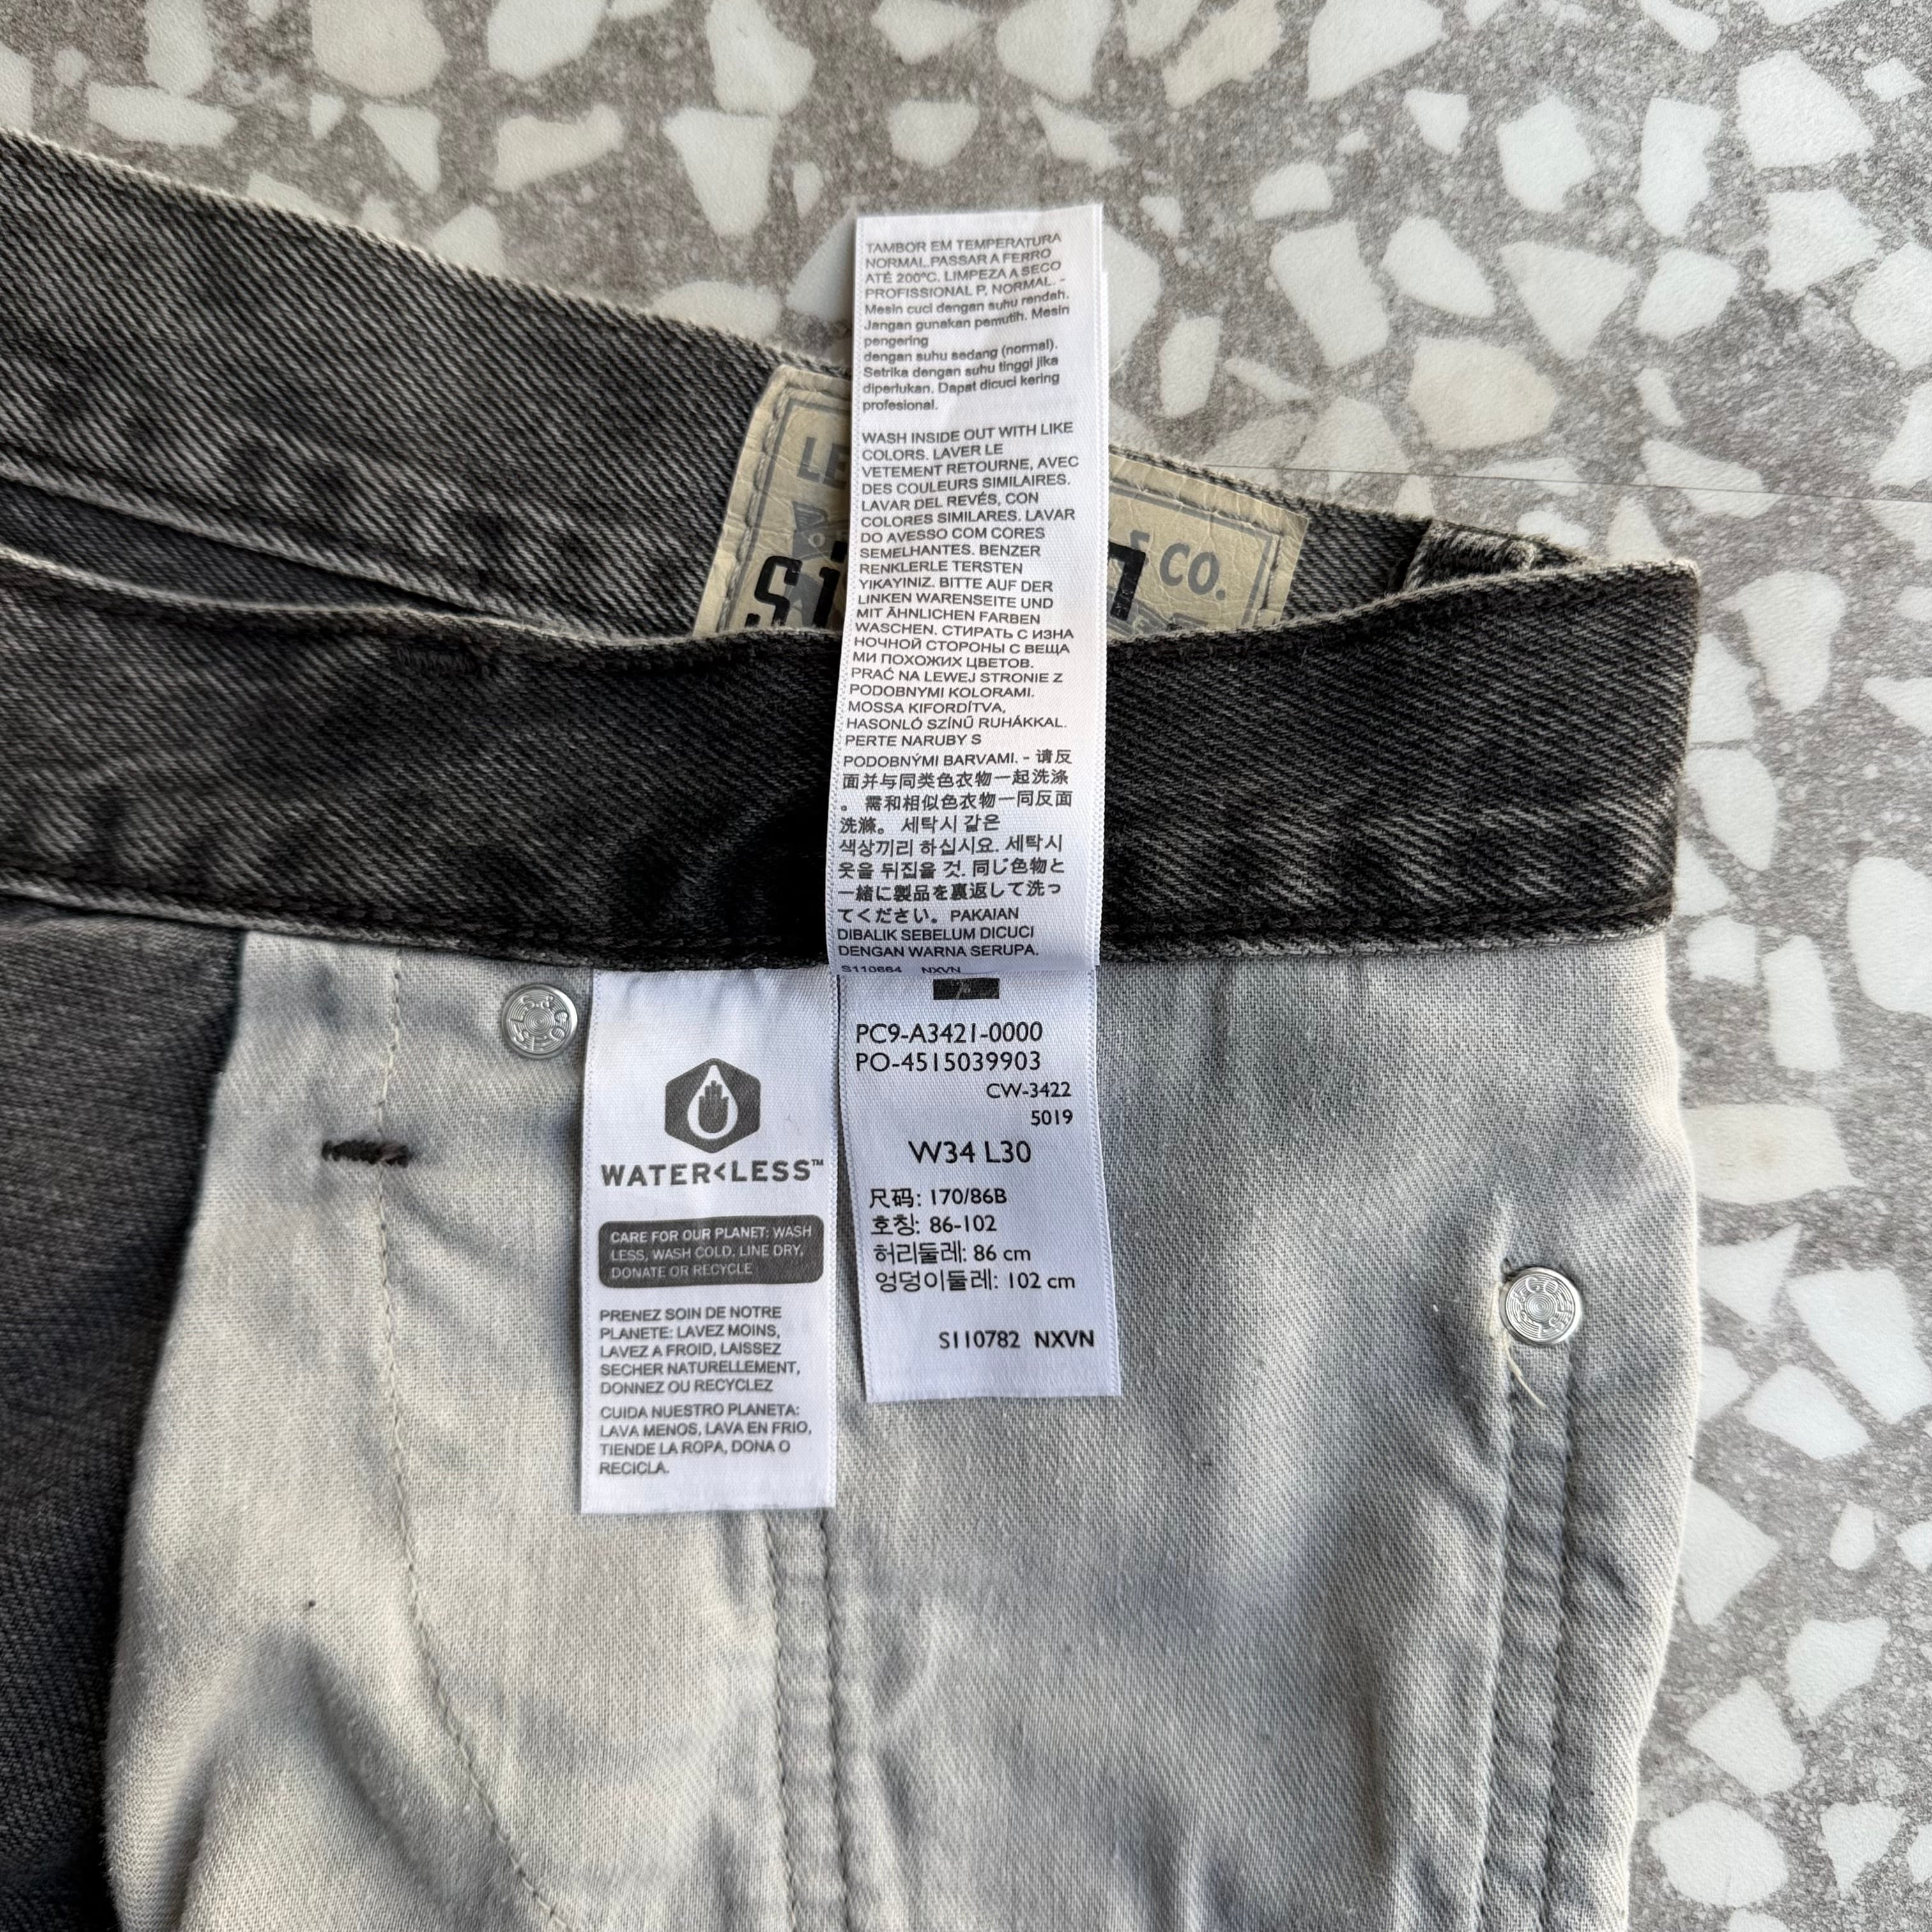 TAMBOR EM TEMPERATURA
NORMAL.PASSAR A FERRO
ATÉ 200°C. LIMPEZA A SECO
PROFISSIONAL P, NORMAL. -
Mesin cuci dengan suhu rendah.
Jangan gunakan pemutih. Mesin
pengering
dengan suhu sedang (normal).
Setrika dengan suhu tinggi jika
diperlukan. Dapat dicuci kering
profesional.
WASH INSIDE OUT WITH LIKE
COLORS. LAVER LE
VETEMENT RETOURNE, AVEC
DES COULEURS SIMILAIRES.
LAVAR DEL REVÉS, CON
COLORES SIMILARES. LAVAR
DO AVESSO COM CORES
SEMELHANTES. BENZER
RENKLERLE TERSTEN
YIKAYINIZ. BITTE AUF DER
LINKEN WARENSEITE UND
MIT ÄHNLICHEN FARBEN
WASCHEN. СТИРАТЬ С ИЗНА
НОЧНОЙ СТОРОНЫ С ВЕЩА
МИ ПОХОЖИХ ЦВЕТОВ.
PRAĆ NA LEWEJ STRONIE Z
PODOBNYMI KOLORAMI.
MOSSA KIFORDÍTVA,
HASONLÓ SZÍNŰ RUHÁKKAL.
PERTE NARUBY S
PODOBNÝMI BARVAMI. - 请反
面并与同类色衣物一起洗涤
。 需和相似色衣物一同反面
洗滌。 세탁시 같은
색상끼리 하십시요. 세탁시
옷을 뒤집을 것. 同じ色物と
一緒に製品を裏返して洗っ
てください。PAKAIAN
DIBALIK SEBELUM DICUCI
DENGAN WARNA SERUPA.
S110664 NXVN
CO.
PC9-A3421-0000
PO-4515039903
CW-3422
5019
W34 L30
尺码: 170/86B
호칭: 86-102
허리둘레: 86 cm
엉덩이둘레: 102 cm
S110782 NXVN
WATER<LESS™
CARE FOR OUR PLANET: WASH
LESS, WASH COLD, LINE DRY,
DONATE OR RECYCLE
PRENEZ SOIN DE NOTRE
PLANETE: LAVEZ MOINS,
LAVEZ A FROID, LAISSEZ
SECHER NATURELLEMENT,
DONNEZ OU RECYCLEZ
CUIDA NUESTRO PLANETA:
LAVA MENOS, LAVA EN FRIO,
TIENDE LA ROPA, DONA O
RECICLA.